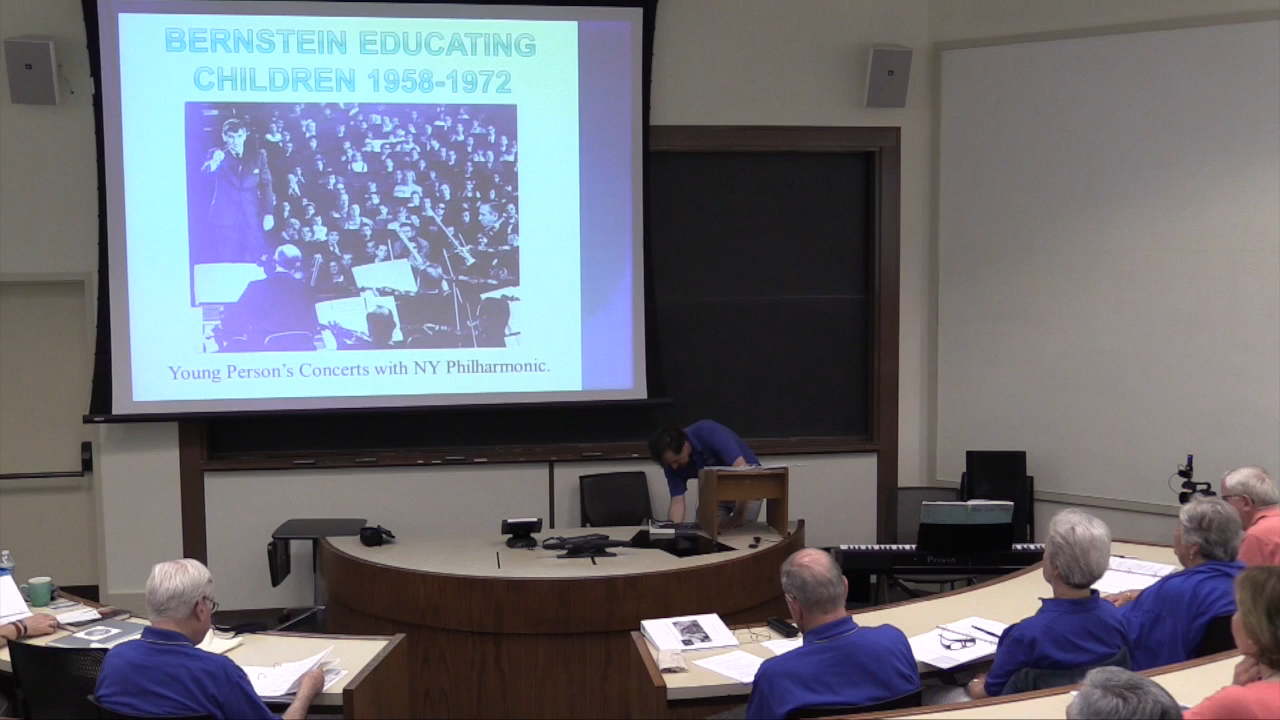 BERNSTEIN EDUCATING
CHILDREN 1958-1972
Young Person's Concerts with NY Philharmonic.